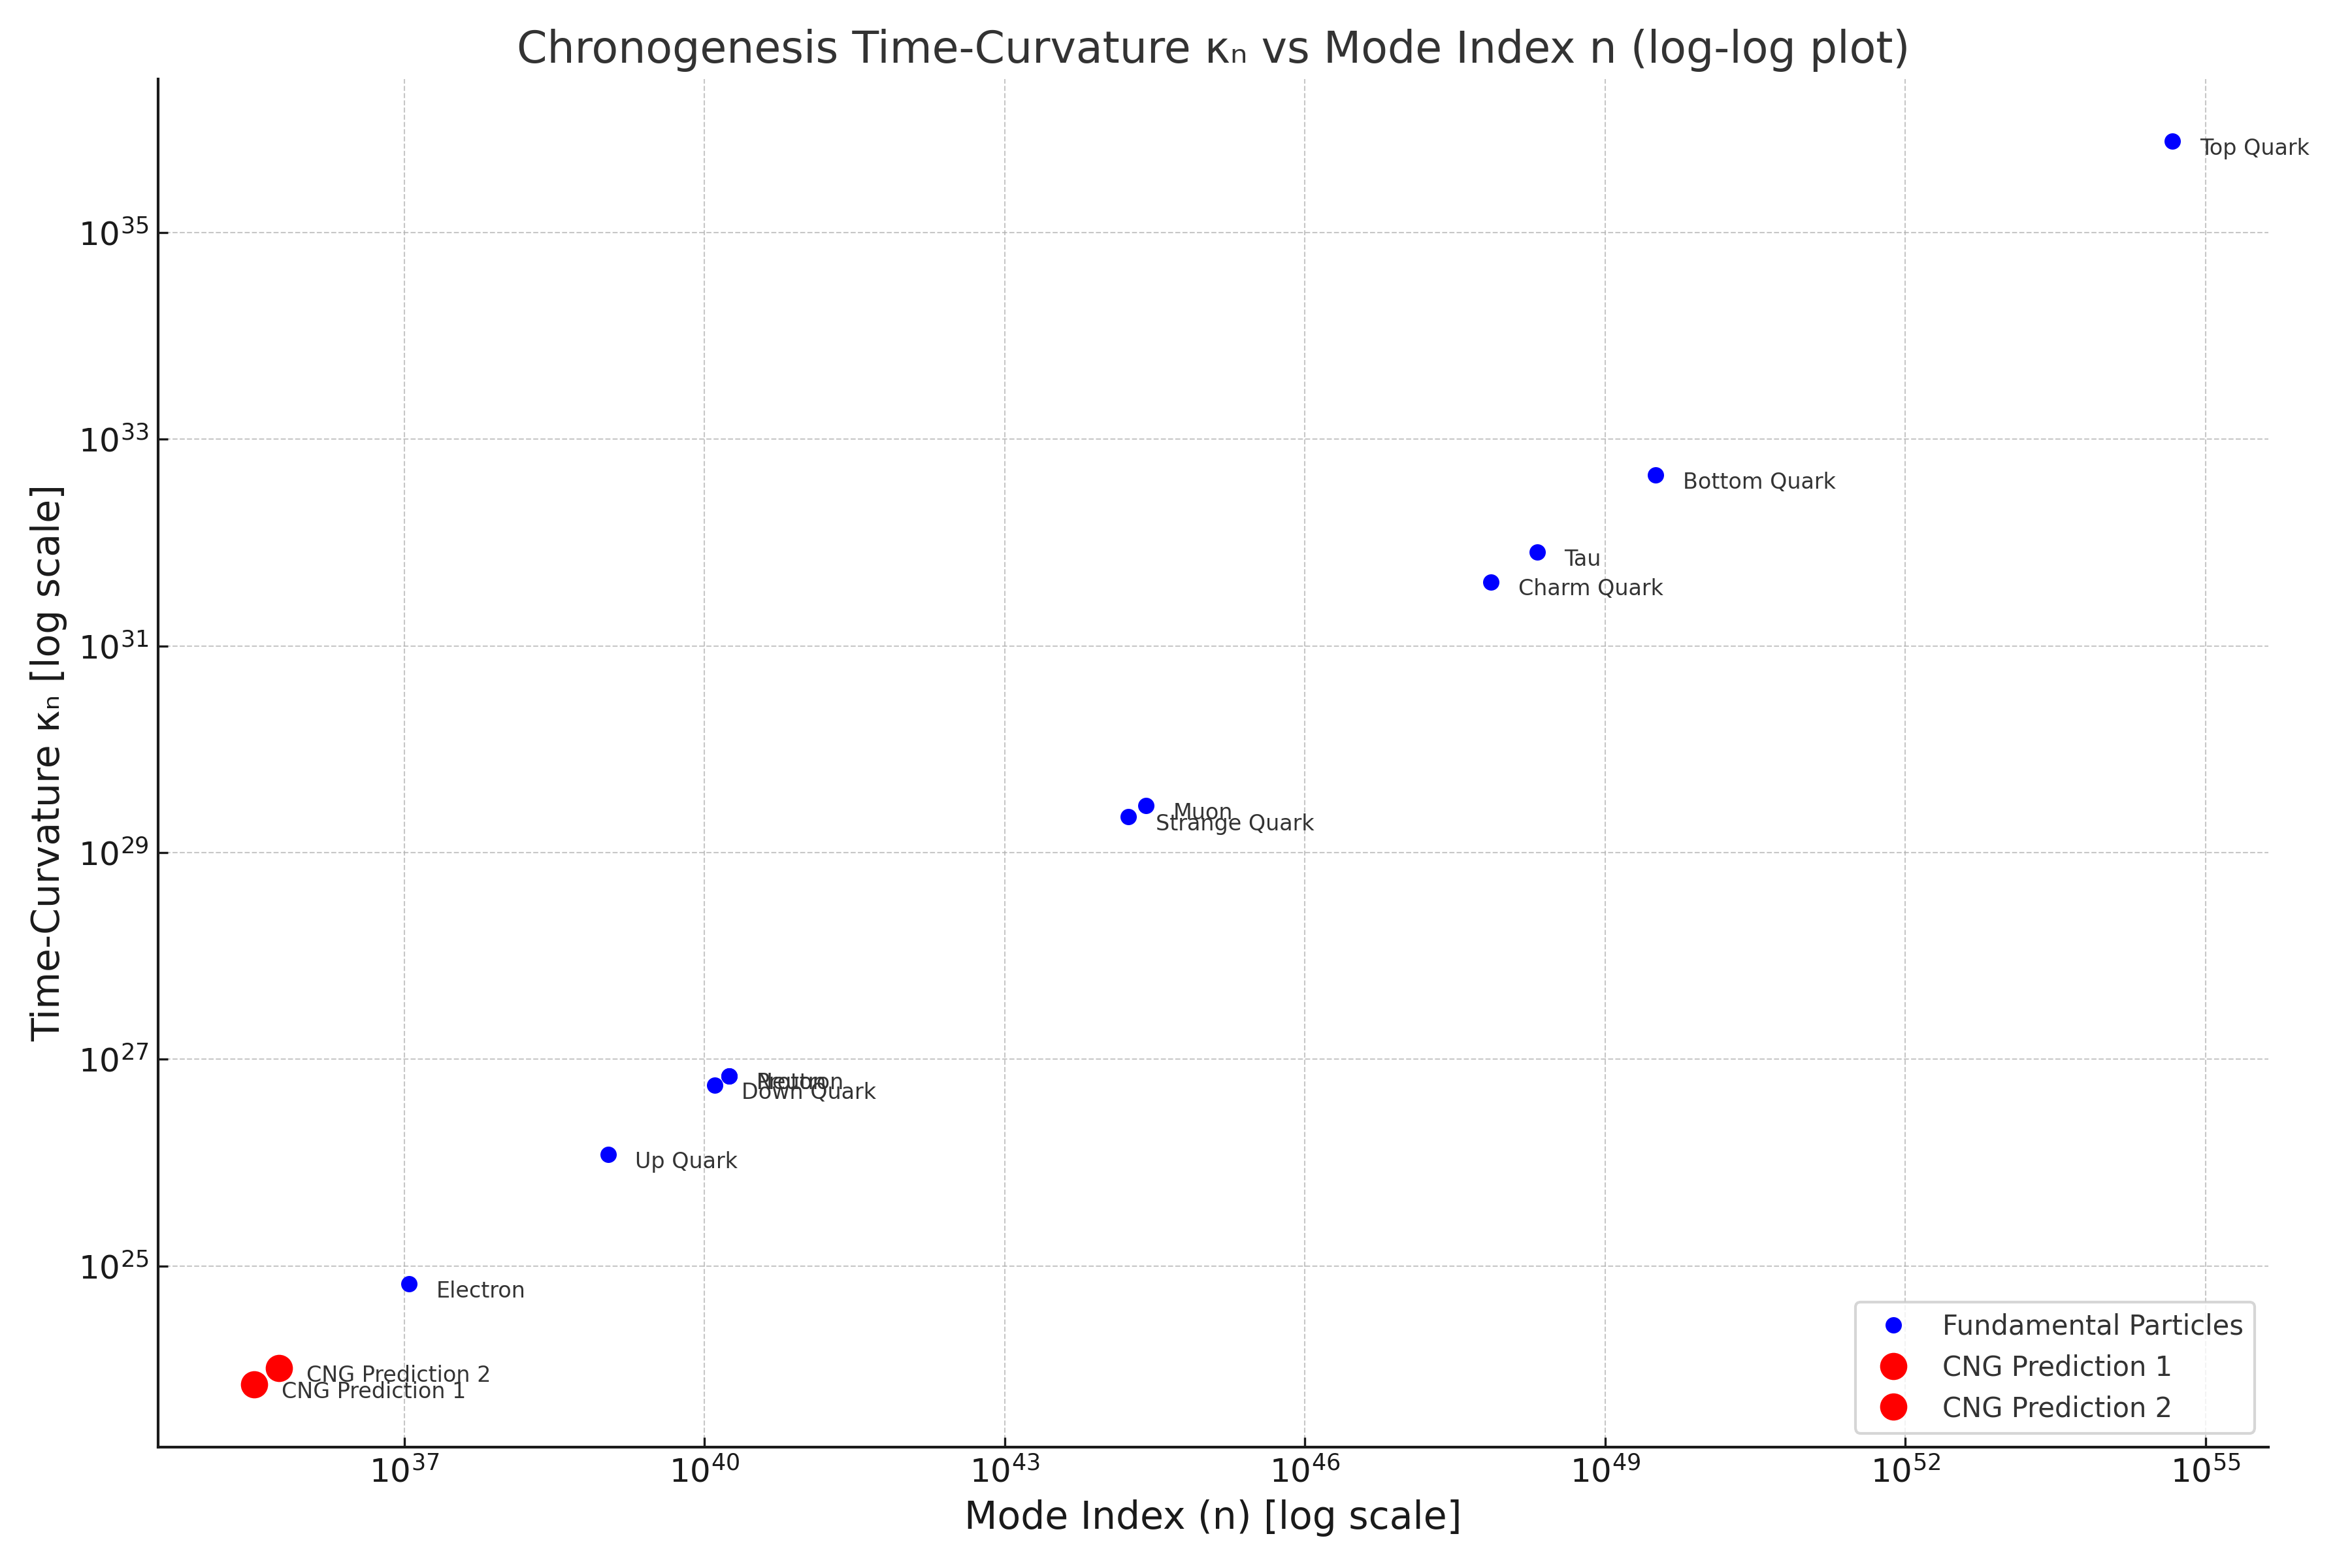 Chronogenesis Time-Curvature κₙ vs Mode Index n (log-log plot)
Time-Curvature κₙ [log scale]
10³⁵
10³³
10³¹
10²⁹
10²⁷
10²⁵
Top Quark
Bottom Quark
Tau
Charm Quark
Muon
Strange Quark
Proton
Neutron
Down Quark
Up Quark
Electron
CNG Prediction 2
CNG Prediction 1
Fundamental Particles
CNG Prediction 1
CNG Prediction 2
10³⁷ 10⁴⁰ 10⁴³ 10⁴⁶ 10⁴⁹ 10⁵² 10⁵⁵
Mode Index (n) [log scale]